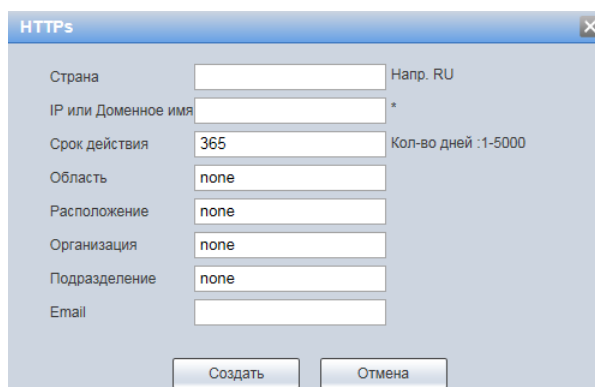 HTTPs
Страна Напр. RU
IP или Доменное имя *
Срок действия 365 Кол-во дней :1-5000
Область none
Расположение none
Организация none
Подразделение none
Email
Создать Отмена